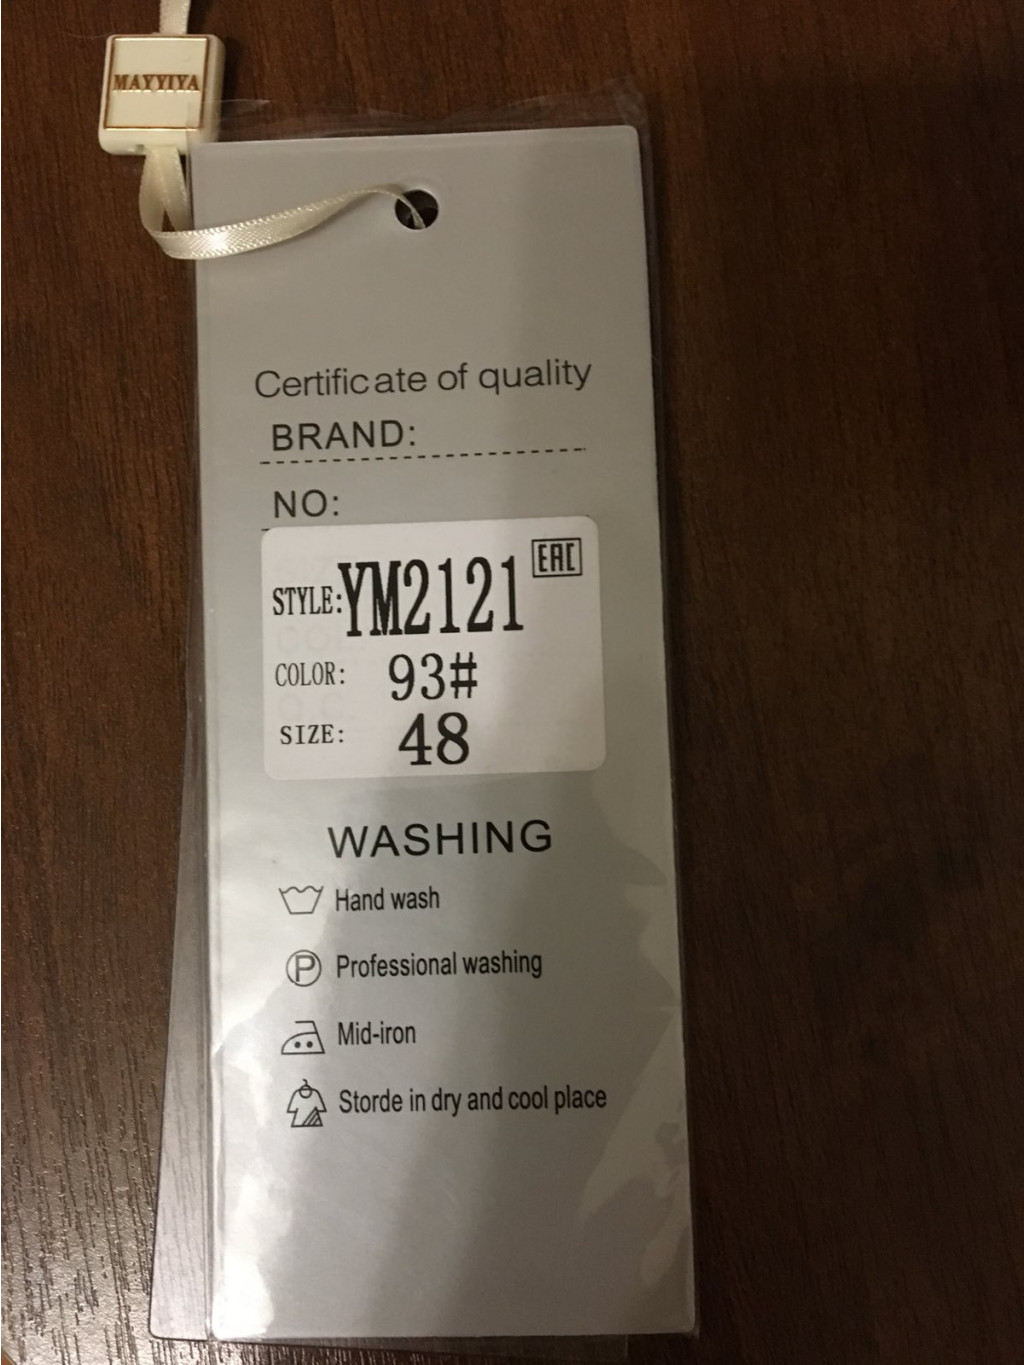 MAYYIYA
Certificate of quality
BRAND:
NO:
EAC
STYLE:YM2121
COLOR: 93#
SIZE: 48
WASHING
Hand wash
P Professional washing
Mid-iron
Storde in dry and cool place